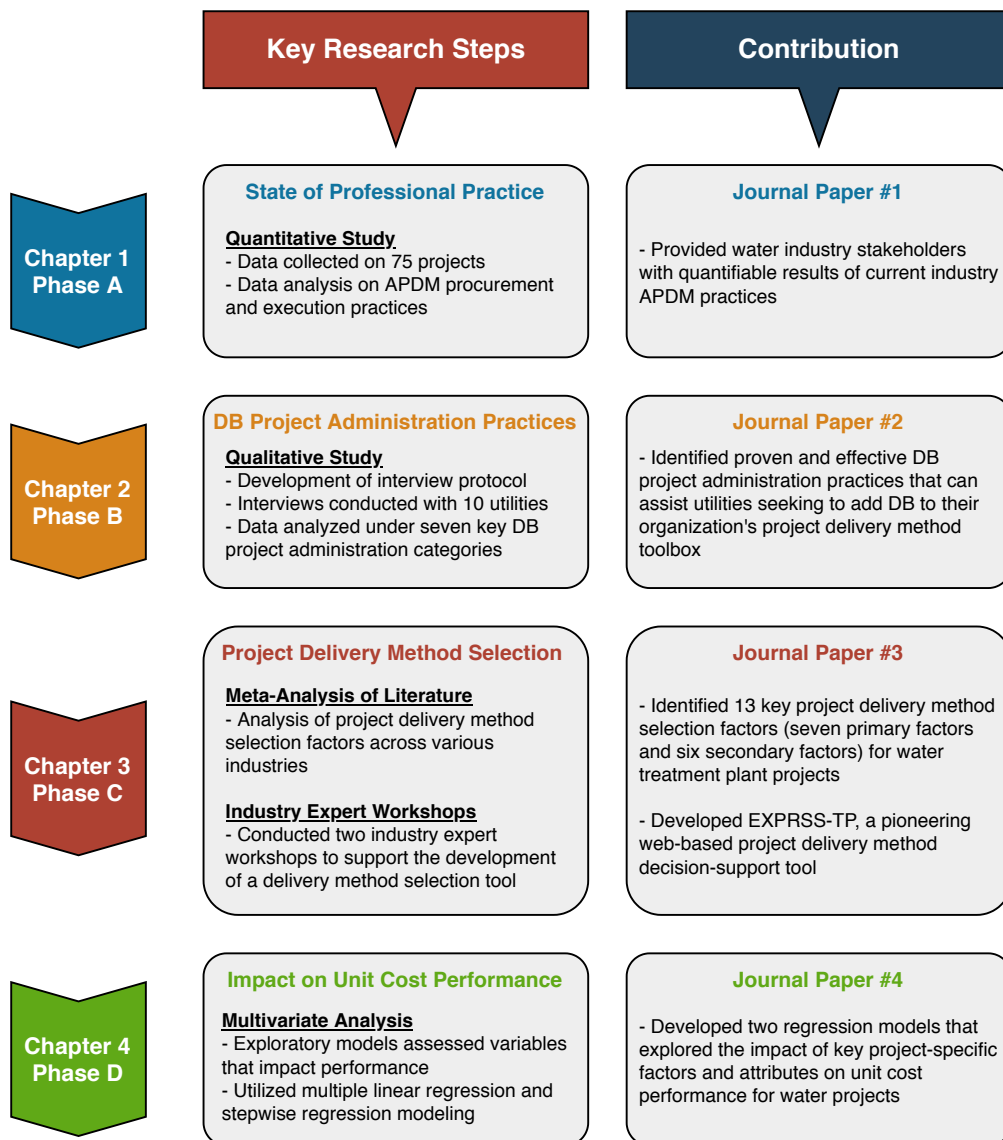 Key Research Steps
Contribution
Chapter 1
Phase A
State of Professional Practice
Quantitative Study
- Data collected on 75 projects
- Data analysis on APDM procurement
and execution practices
Journal Paper #1
- Provided water industry stakeholders
with quantifiable results of current industry
APDM practices
Chapter 2
Phase B
DB Project Administration Practices
Qualitative Study
- Development of interview protocol
- Interviews conducted with 10 utilities
- Data analyzed under seven key DB
project administration categories
Journal Paper #2
- Identified proven and effective DB
project administration practices that can
assist utilities seeking to add DB to their
organization's project delivery method
toolbox
Chapter 3
Phase C
Project Delivery Method Selection
Meta-Analysis of Literature
- Analysis of project delivery method
selection factors across various
industries
Industry Expert Workshops
- Conducted two industry expert
workshops to support the development
of a delivery method selection tool
Journal Paper #3
- Identified 13 key project delivery method
selection factors (seven primary factors
and six secondary factors) for water
treatment plant projects
- Developed EXPRSS-TP, a pioneering
web-based project delivery method
decision-support tool
Chapter 4
Phase D
Impact on Unit Cost Performance
Multivariate Analysis
- Exploratory models assessed variables
that impact performance
- Utilized multiple linear regression and
stepwise regression modeling
Journal Paper #4
- Developed two regression models that
explored the impact of key project-specific
factors and attributes on unit cost
performance for water projects